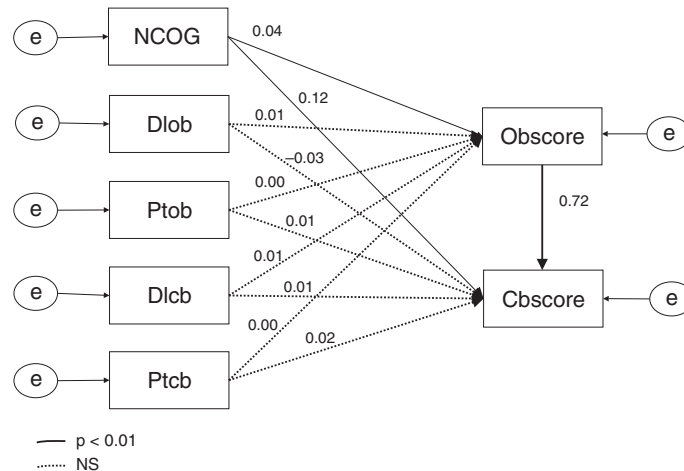 e
NCOG
0.04
0.12
e
Dlob
0.01
Obscore
e
–0.03
0.00
e
Ptob
0.01
0.72
0.01
e
Dlcb
0.01
Cbscore
e
0.00
0.02
e
Ptcb
p < 0.01
NS